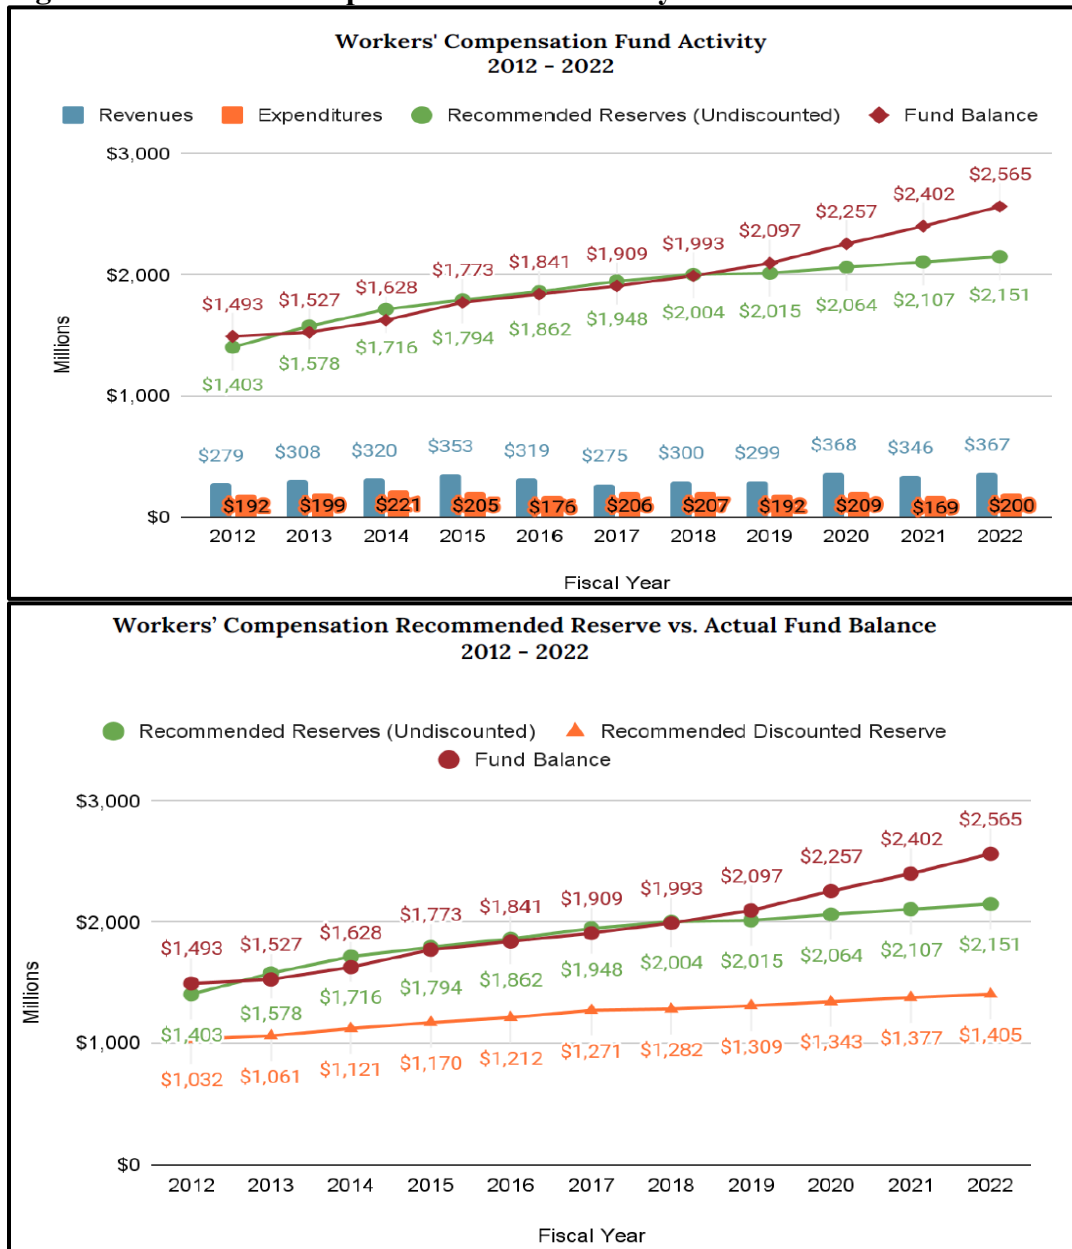 Workers' Compensation Fund Activity
2012 - 2022
Revenues Expenditures Recommended Reserves (Undiscounted) Fund Balance
$3,000
$2,000
$1,000
$0
Millions
$1,493 $1,527 $1,628 $1,773 $1,841 $1,909 $1,993 $2,097 $2,257 $2,402 $2,565
$1,403 $1,578 $1,716 $1,794 $1,862 $1,948 $2,004 $2,015 $2,064 $2,107 $2,151
$279 $308 $320 $353 $319 $275 $300 $299 $368 $346 $367
$192 $199 $221 $205 $176 $206 $207 $192 $209 $169 $200
2012 2013 2014 2015 2016 2017 2018 2019 2020 2021 2022
Fiscal Year
Workers’ Compensation Recommended Reserve vs. Actual Fund Balance
2012 - 2022
Recommended Reserves (Undiscounted) Recommended Discounted Reserve
Fund Balance
$3,000
$2,000
$1,000
$0
Millions
$1,493 $1,527 $1,628 $1,773 $1,841 $1,909 $1,993 $2,097 $2,257 $2,402 $2,565
$1,403 $1,578 $1,716 $1,794 $1,862 $1,948 $2,004 $2,015 $2,064 $2,107 $2,151
$1,032 $1,061 $1,121 $1,170 $1,212 $1,271 $1,282 $1,309 $1,343 $1,377 $1,405
2012 2013 2014 2015 2016 2017 2018 2019 2020 2021 2022
Fiscal Year